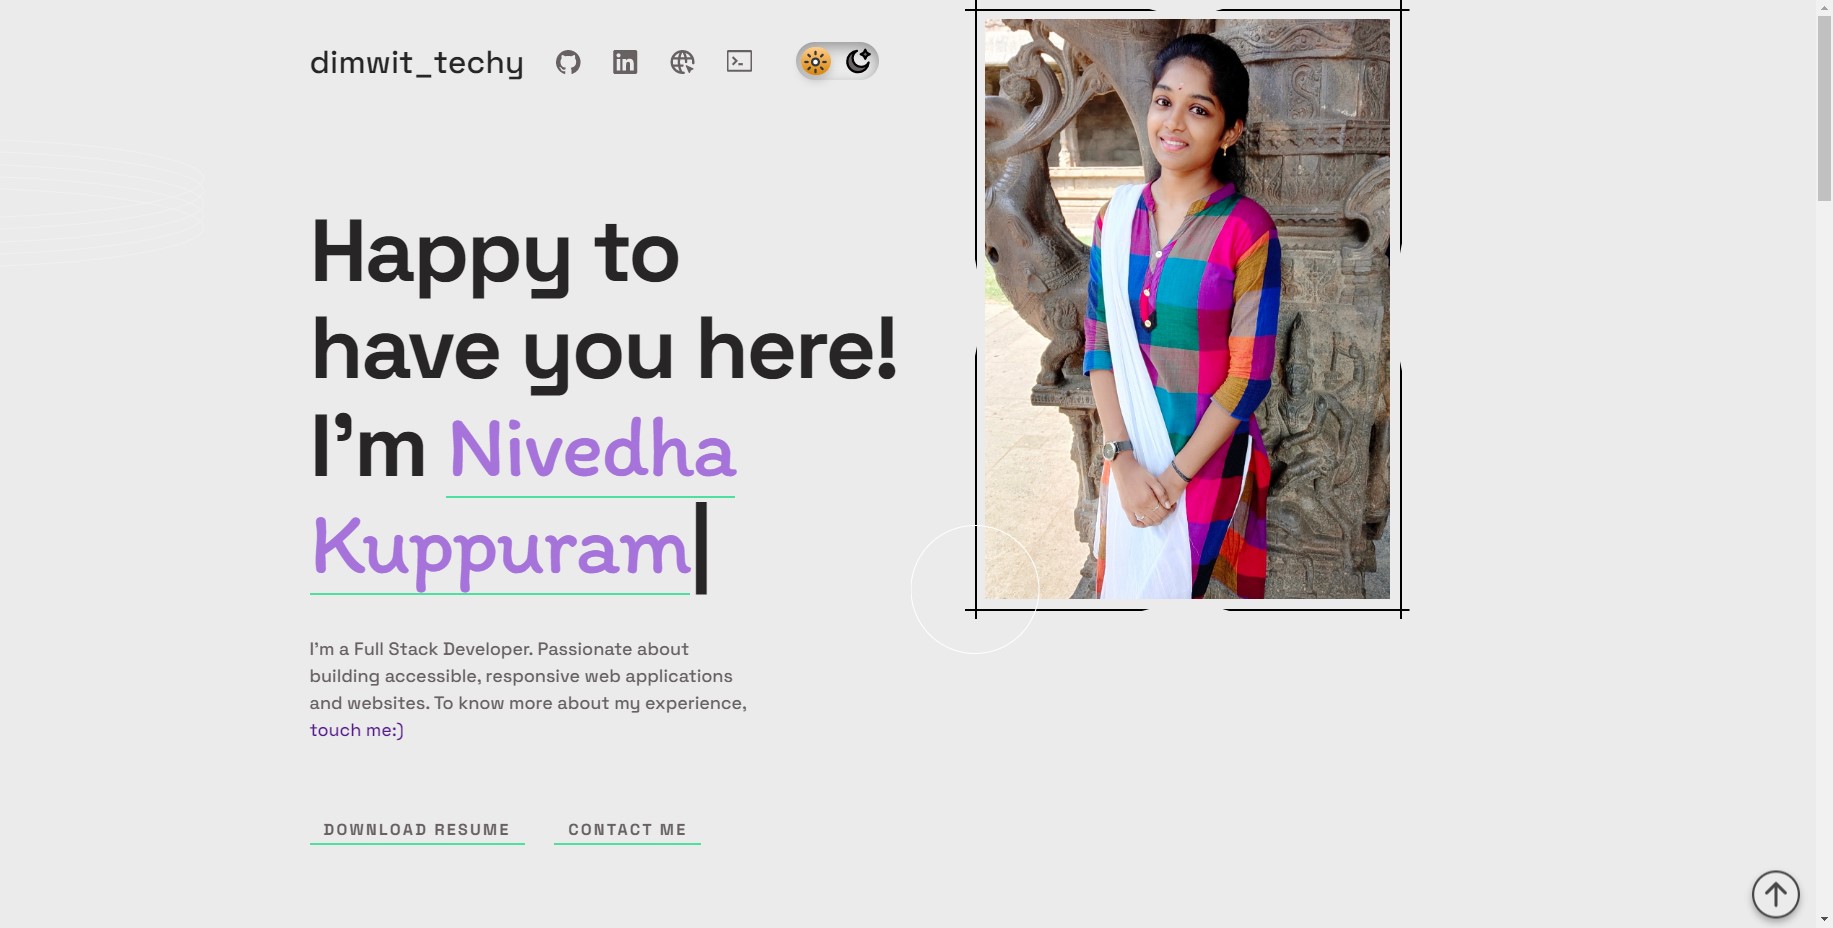 dimwit_techy
Happy to
have you here!
I'm Nivedha
Kuppuram
I'm a Full Stack Developer. Passionate about
building accessible, responsive web applications
and websites. To know more about my experience,
touch me:)
DOWNLOAD RESUME
CONTACT ME